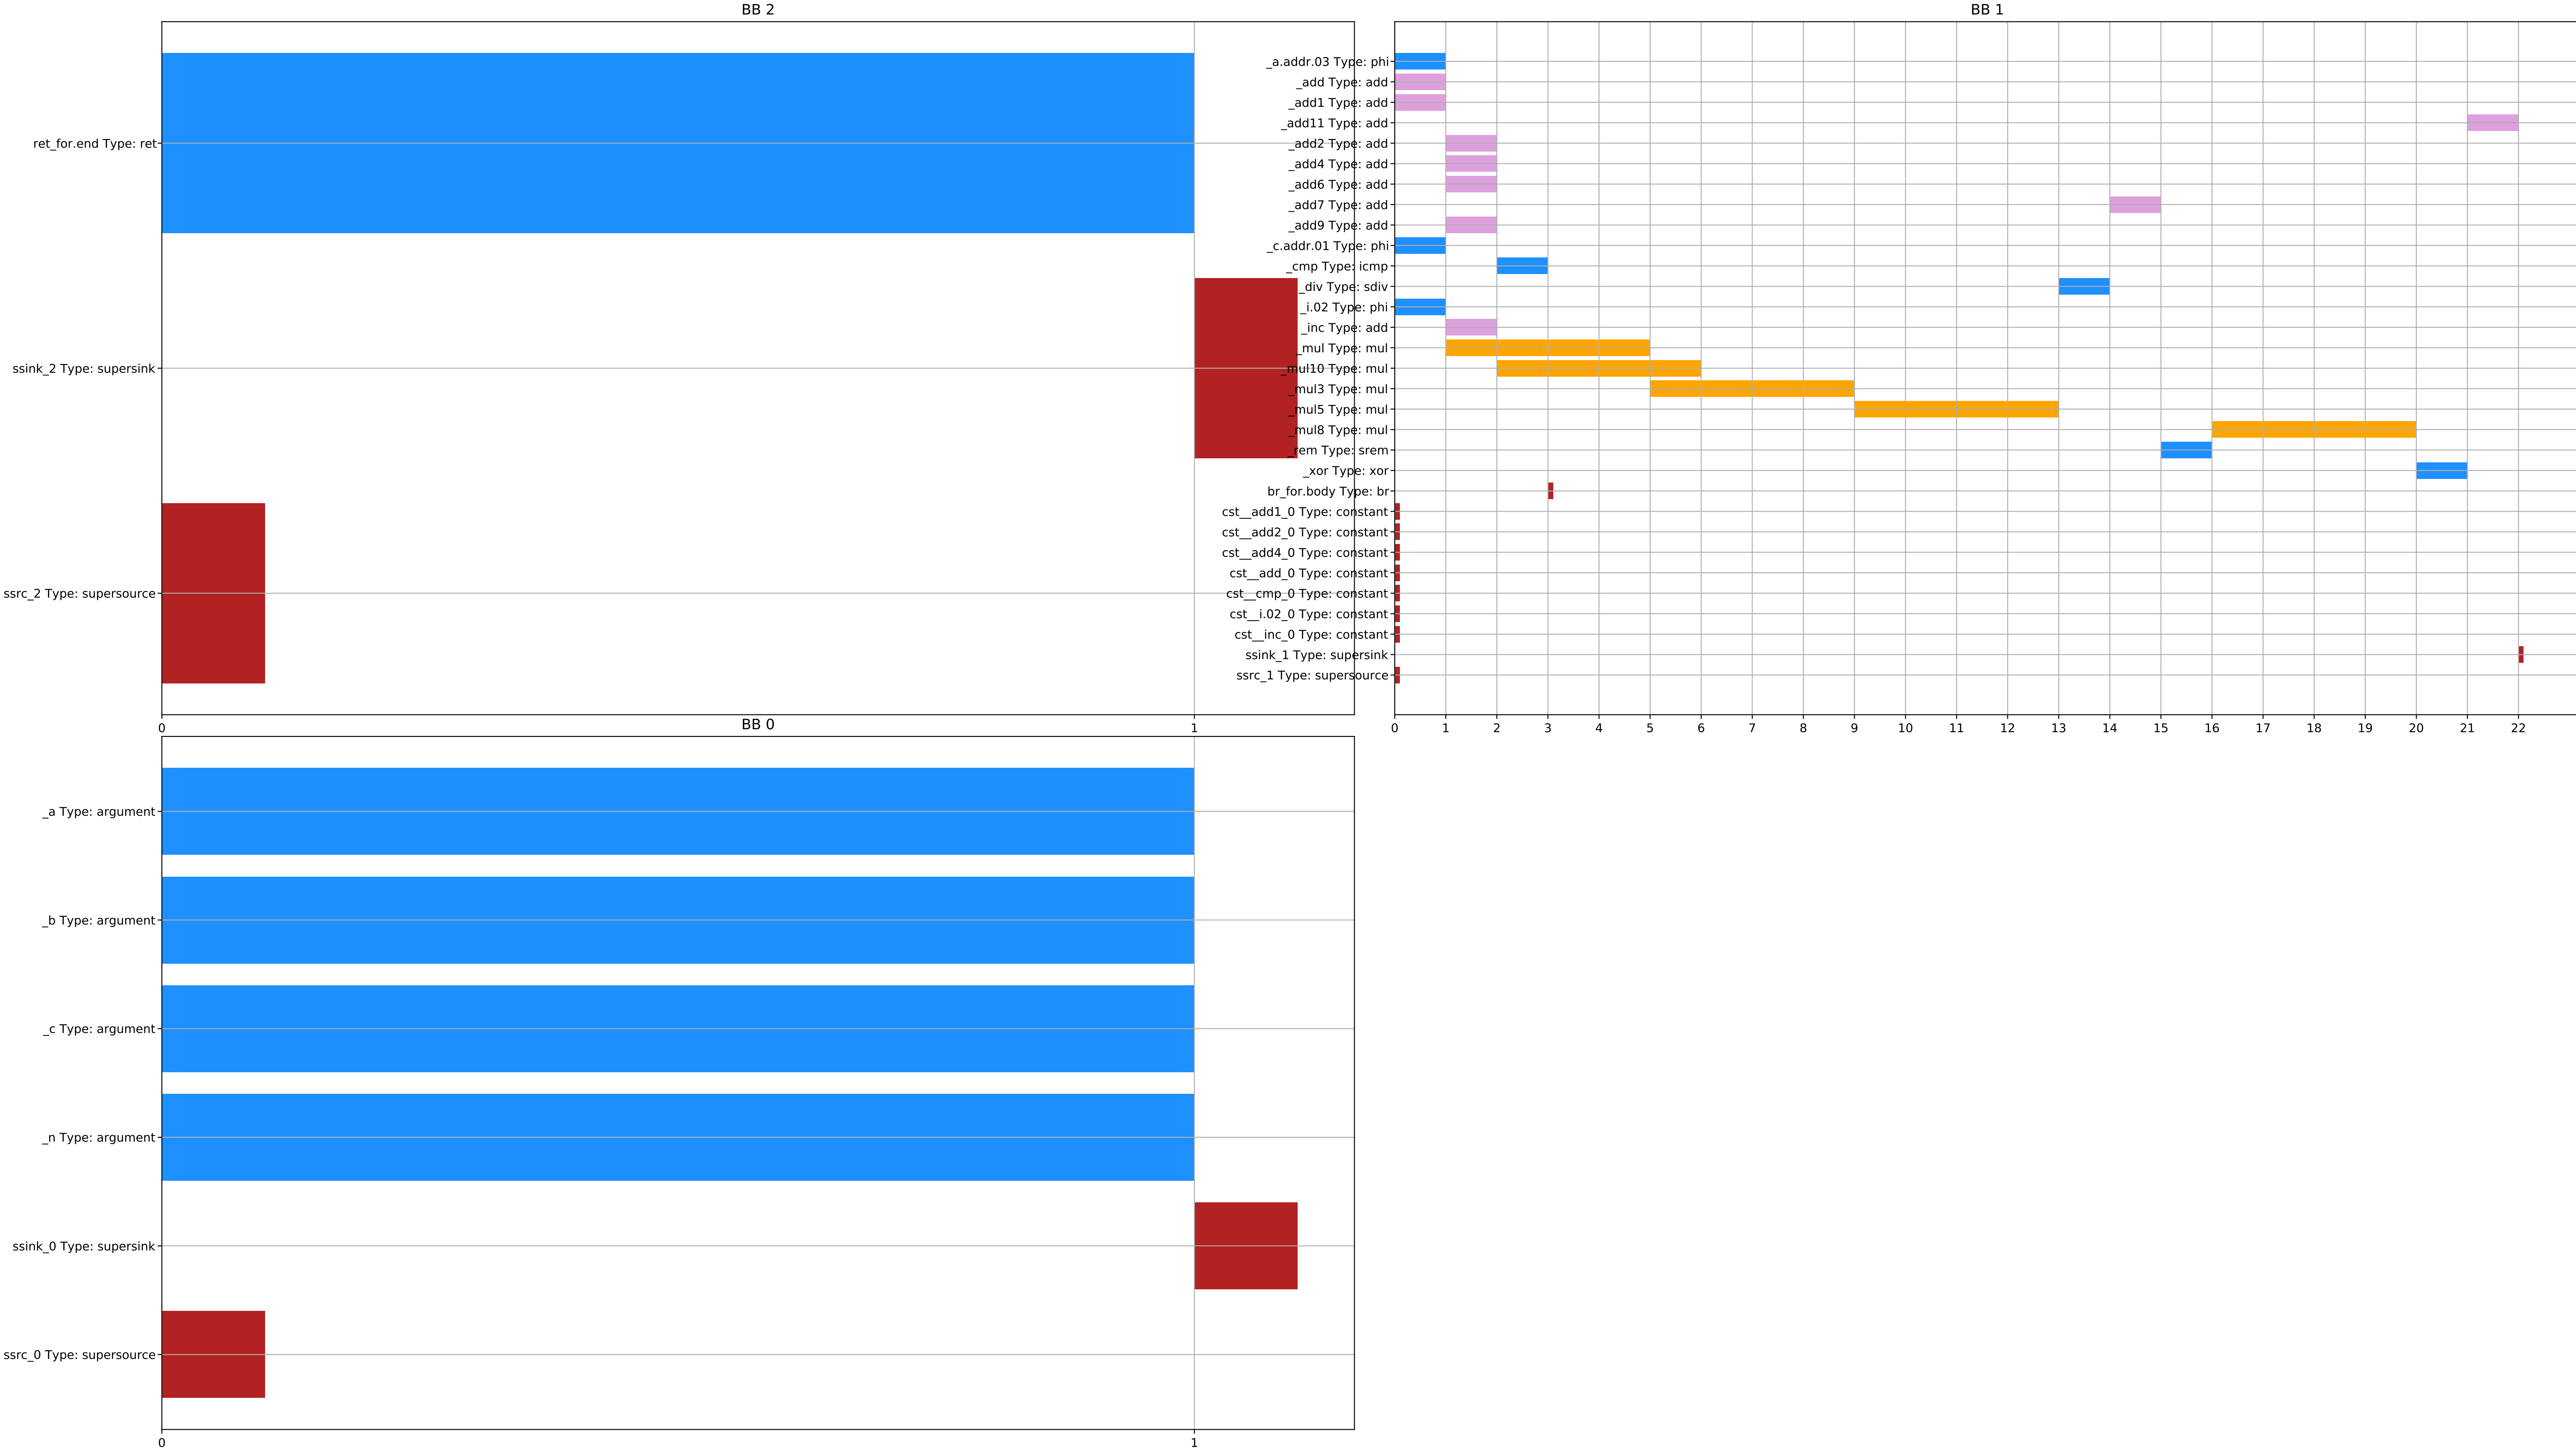 BB 2
ret_for.end Type: ret
ssink_2 Type: supersink
ssrc_2 Type: supersource
0 1
BB 1
_a.addr.03 Type: phi
_add Type: add
_add1 Type: add
_add11 Type: add
_add2 Type: add
_add4 Type: add
_add6 Type: add
_add7 Type: add
_add9 Type: add
_c.addr.01 Type: phi
_cmp Type: icmp
_div Type: sdiv
_i.02 Type: phi
_inc Type: add
_mul Type: mul
_mul10 Type: mul
_mul3 Type: mul
_mul5 Type: mul
_mul8 Type: mul
_rem Type: srem
_xor Type: xor
br_for.body Type: br
cst__add1_0 Type: constant
cst__add2_0 Type: constant
cst__add4_0 Type: constant
cst__add_0 Type: constant
cst__cmp_0 Type: constant
cst__i.02_0 Type: constant
cst__inc_0 Type: constant
ssink_1 Type: supersink
ssrc_1 Type: supersource
0 1 2 3 4 5 6 7 8 9 10 11 12 13 14 15 16 17 18 19 20 21 22
BB 0
_a Type: argument
_b Type: argument
_c Type: argument
_n Type: argument
ssink_0 Type: supersink
ssrc_0 Type: supersource
0 1